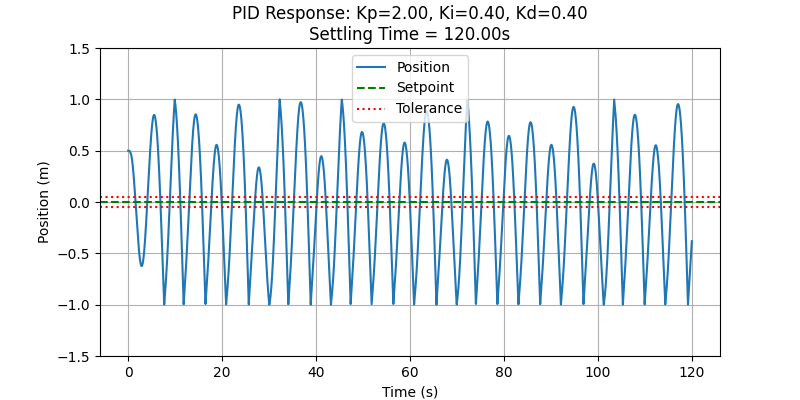 PID Response: Kp=2.00, Ki=0.40, Kd=0.40
Settling Time = 120.00s
Position
Setpoint
Tolerance
Position (m)
1.5
1.0
0.5
0.0
−0.5
−1.0
−1.5
0
20
40
60
80
100
120
Time (s)